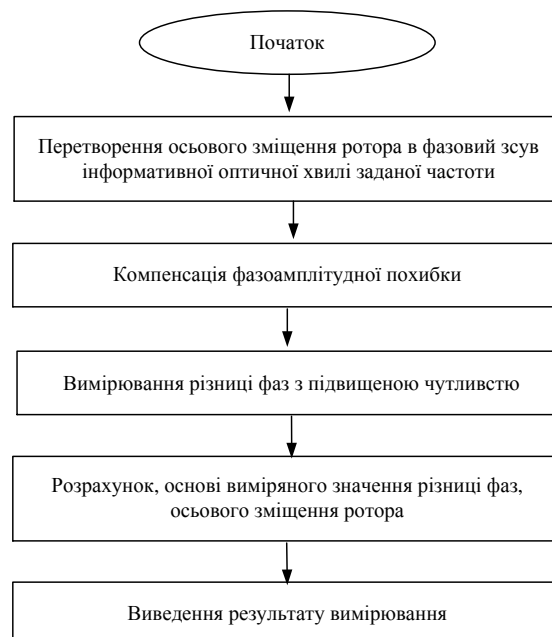 Початок
Перетворення осьового зміщення ротора в фазовий зсув
інформативної оптичної хвилі заданої частоти
Компенсація фазоамплітудної похибки
Вимірювання різниці фаз з підвищеною чутливстю
Розрахунок, основі виміряного значення різниці фаз,
осьового зміщення ротора
Виведення результату вимірювання